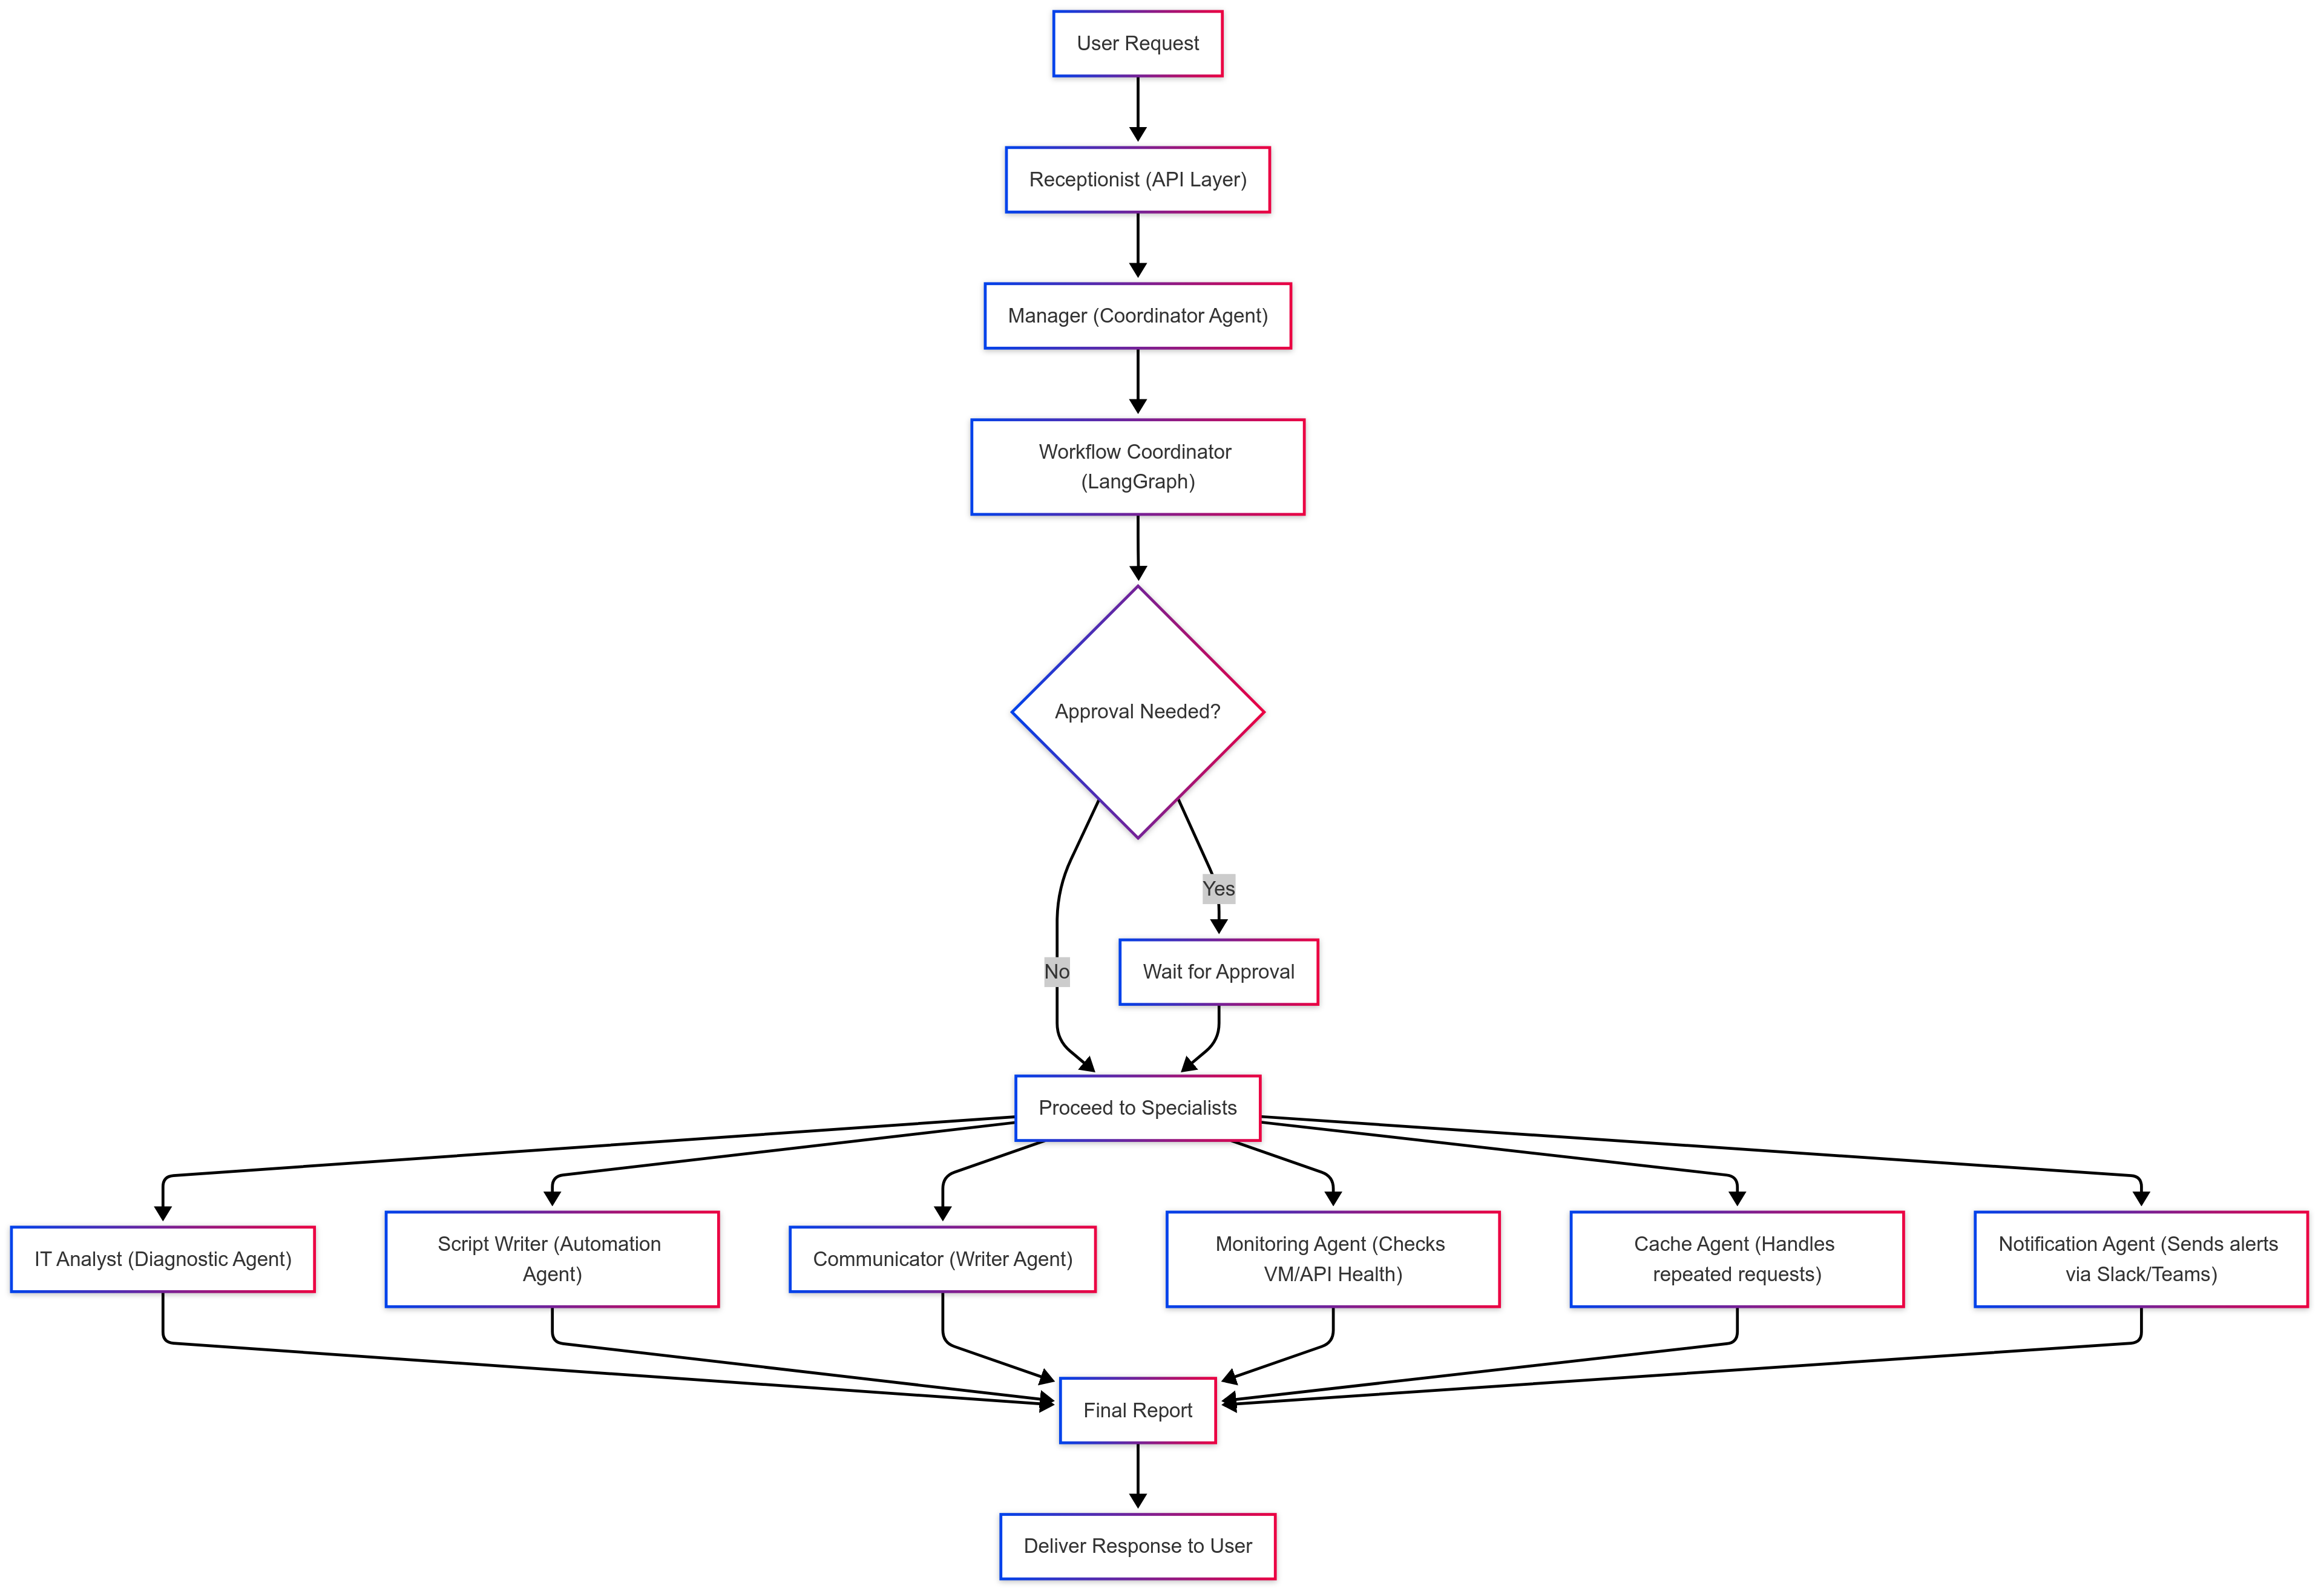 User Request
Receptionist (API Layer)
Manager (Coordinator Agent)
Workflow Coordinator
(LangGraph)
Approval Needed?
Yes
No
Wait for Approval
Proceed to Specialists
IT Analyst (Diagnostic Agent)
Script Writer (Automation
Agent)
Communicator (Writer Agent)
Monitoring Agent (Checks
VM/API Health)
Cache Agent (Handles
repeated requests)
Notification Agent (Sends alerts
via Slack/Teams)
Final Report
Deliver Response to User